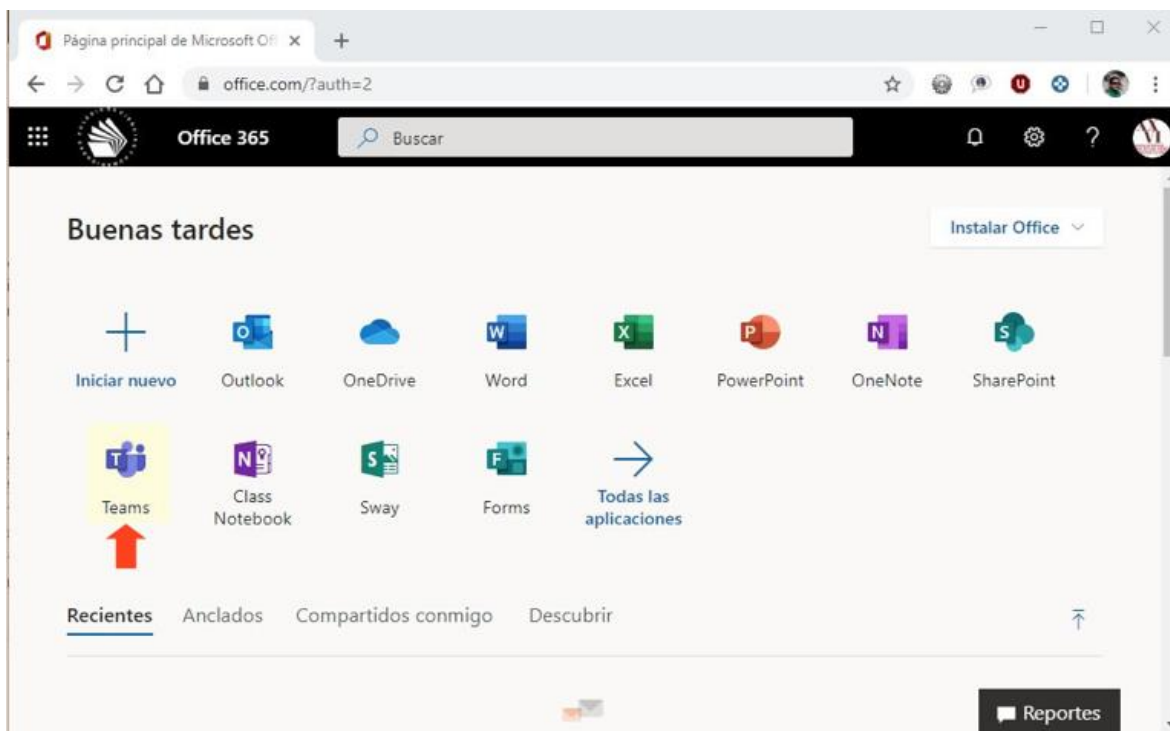 Página principal de Microsoft Of
office.com/?auth=2
Office 365
Buscar
Buenas tardes
Instalar Office
Iniciar nuevo
Outlook
OneDrive
Word
Excel
PowerPoint
OneNote
SharePoint
Teams
Class
Notebook
Sway
Forms
Todas las
aplicaciones
Recientes
Anclados
Compartidos conmigo
Descubrir
Reportes